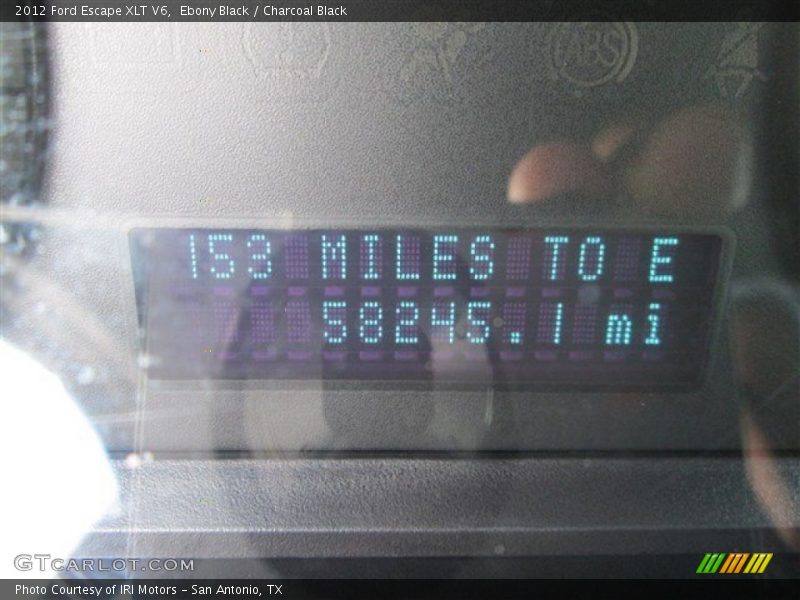 2012 Ford Escape XLT V6, Ebony Black / Charcoal Black
ABS
153 MILES TO E
58245.1 mi
GTcarlot.com
Photo Courtesy of IRI Motors – San Antonio, TX